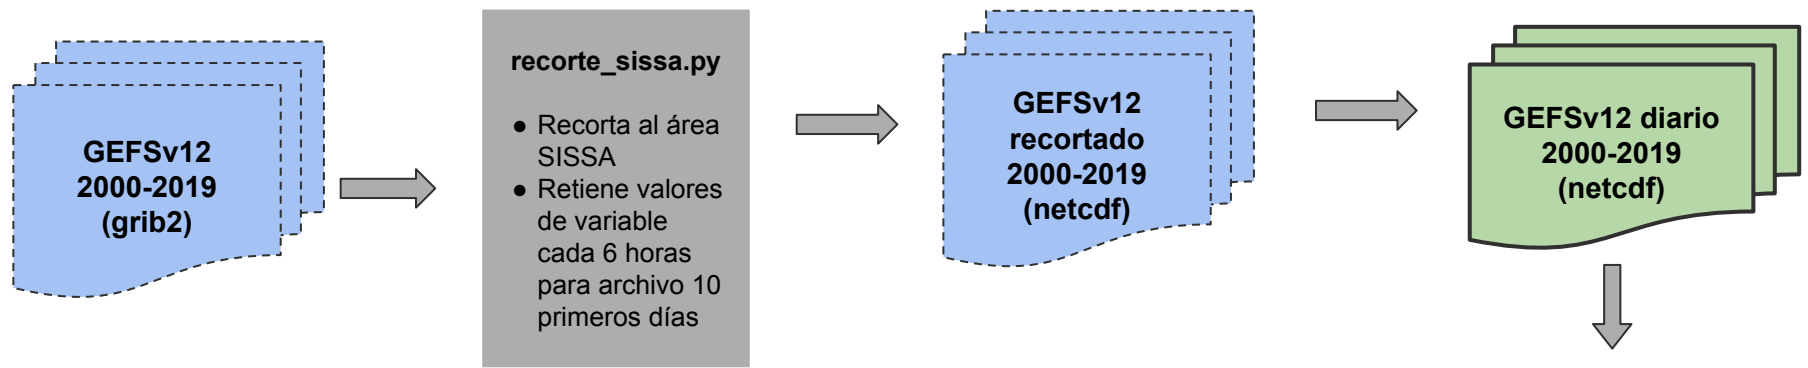 GEFSv12
2000-2019
(grib2)
recorte_sissa.py
● Recorta al área
SISSA
● Retiene valores
de variable
cada 6 horas
para archivo 10
primeros días
GEFSv12
recortado
2000-2019
(netcdf)
GEFSv12 diario
2000-2019
(netcdf)